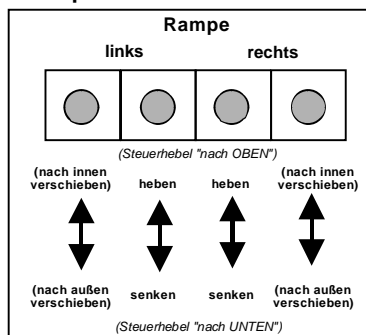 Rampe
links rechts
(Steuerhebel "nach OBEN")
(nach innen verschieben) heben heben (nach innen verschieben)
(nach außen verschieben) senken senken (nach außen verschieben)
(Steuerhebel "nach UNTEN")